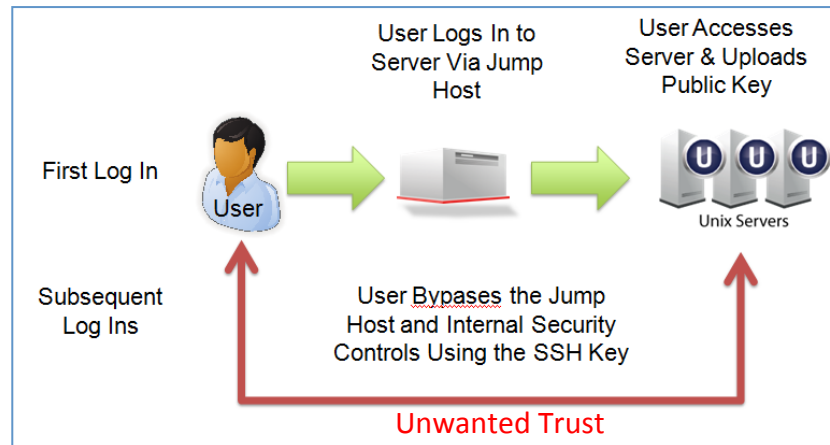 User Logs In to
Server Via Jump
Host
User Accesses
Server & Uploads
Public Key
First Log In
User
U U U
Unix Servers
Subsequent
Log Ins
User Bypases the Jump
Host and Internal Security
Controls Using the SSH Key
Unwanted Trust